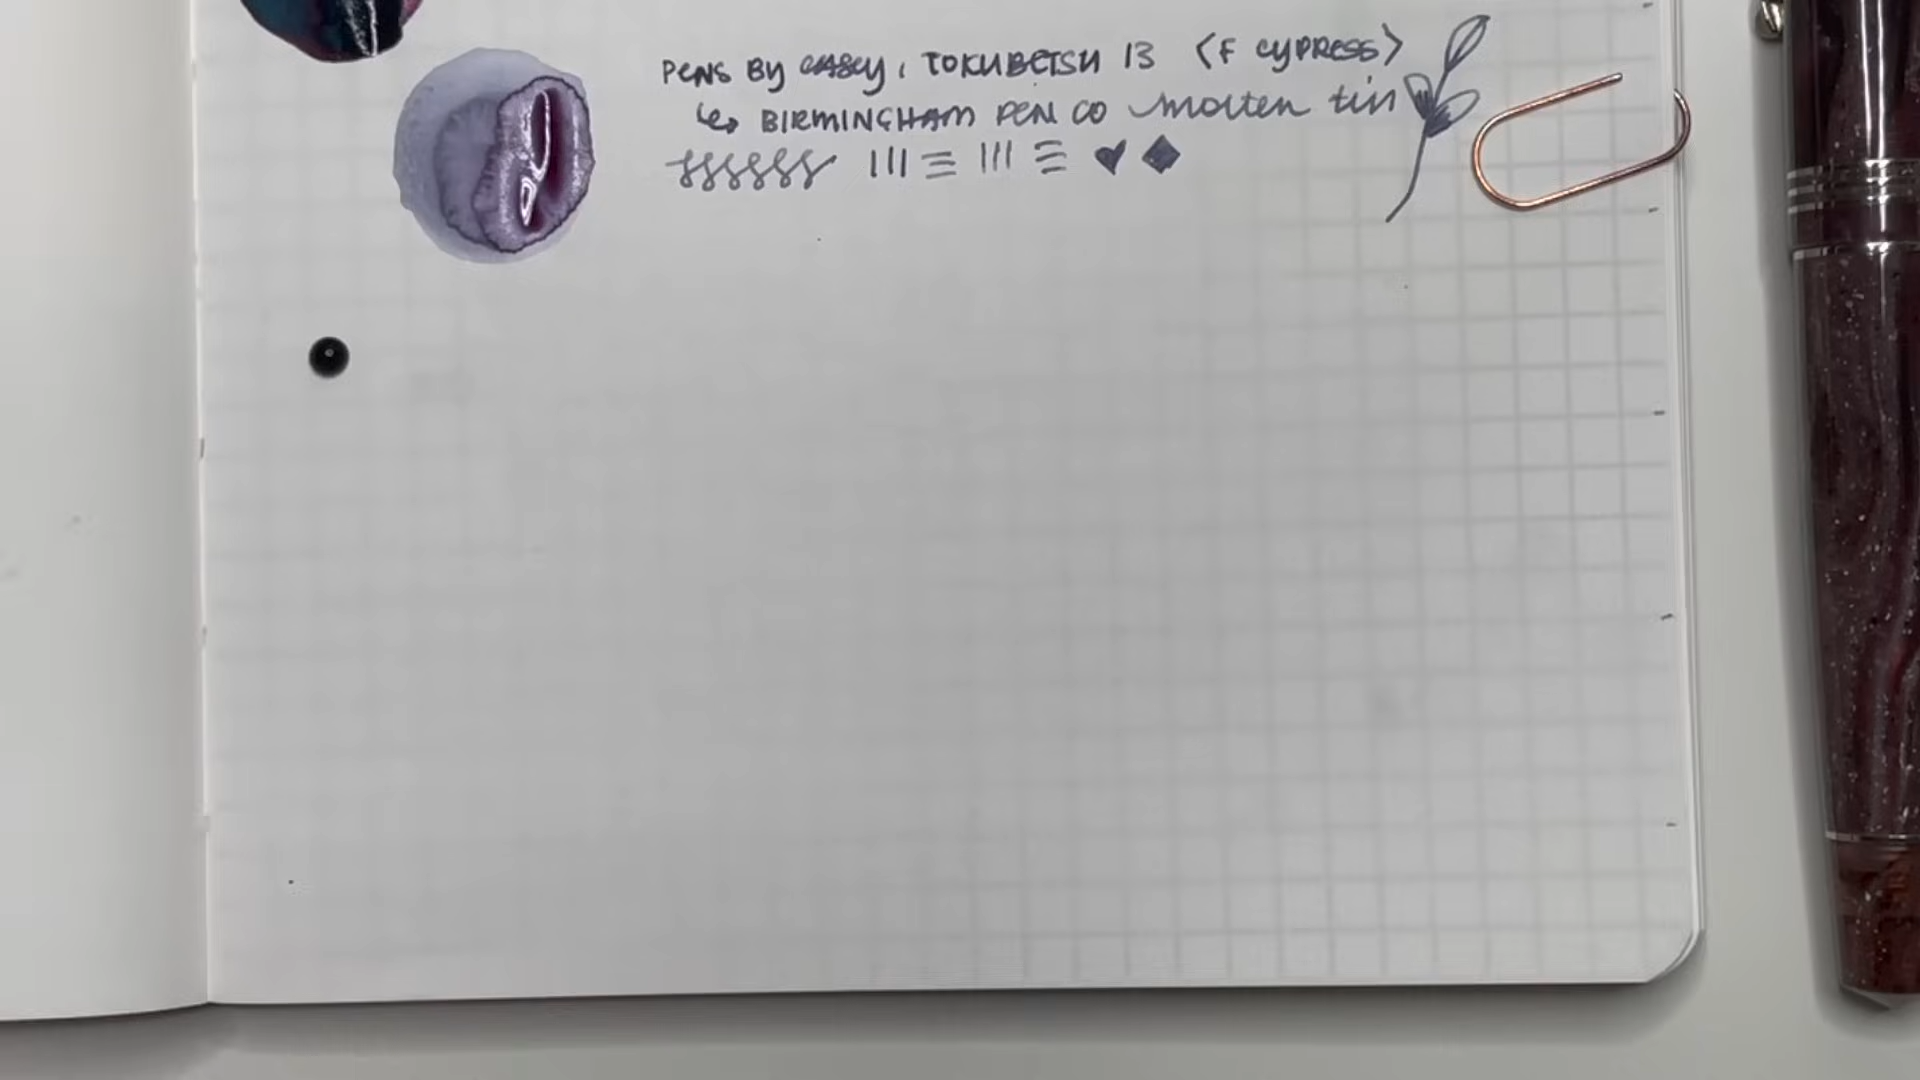 PENS BY CASEY, TOKUBETSU 13 <F CYPRESS>
↳ BIRMINGHAM PEN CO molten tin